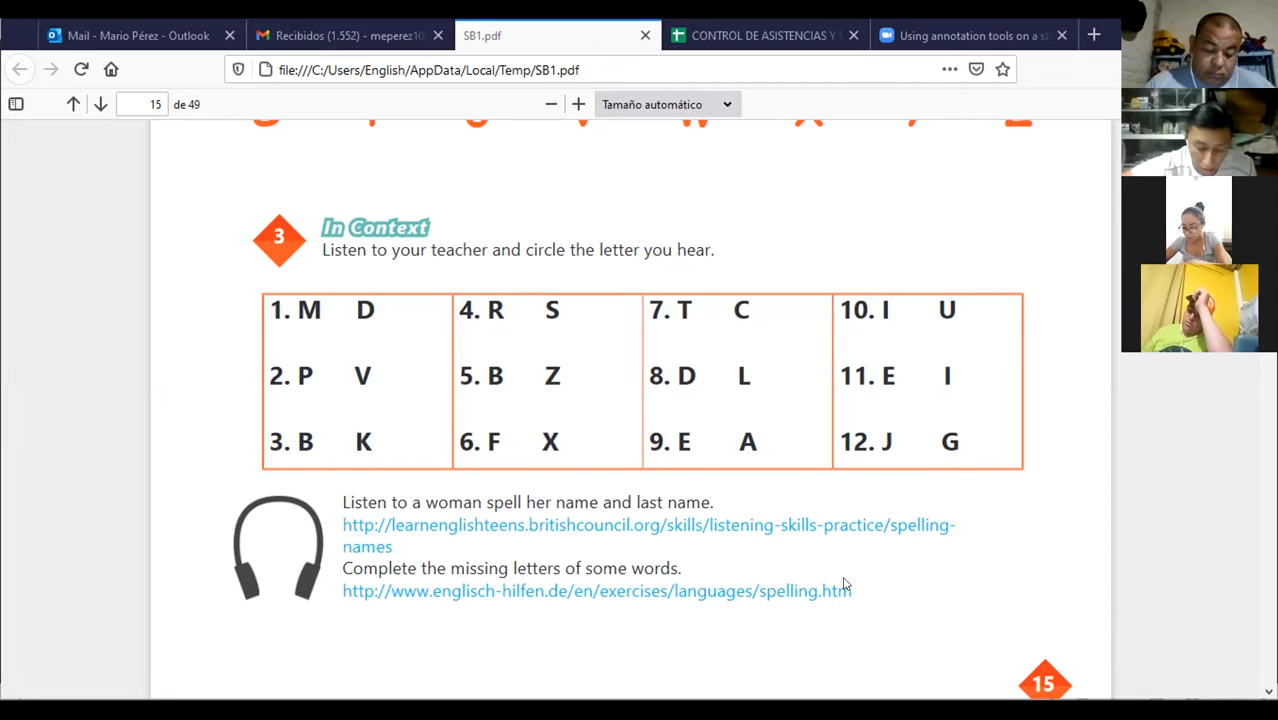 Mail - Mario Pérez - Outlook
Recibidos (1.552) - meperez10
SB1.pdf
CONTROL DE ASISTENCIAS Y
Using annotation tools on a sh
file:///C:/Users/English/AppData/Local/Temp/SB1.pdf
15 de 49
Tamaño automático
3
In Context
Listen to your teacher and circle the letter you hear.
1. M D 4. R S 7. T C 10. I U
2. P V 5. B Z 8. D L 11. E I
3. B K 6. F X 9. E A 12. J G
Listen to a woman spell her name and last name.
http://learnenglishteens.britishcouncil.org/skills/listening-skills-practice/spelling-
names
Complete the missing letters of some words.
http://www.englisch-hilfen.de/en/exercises/languages/spelling.htm
15